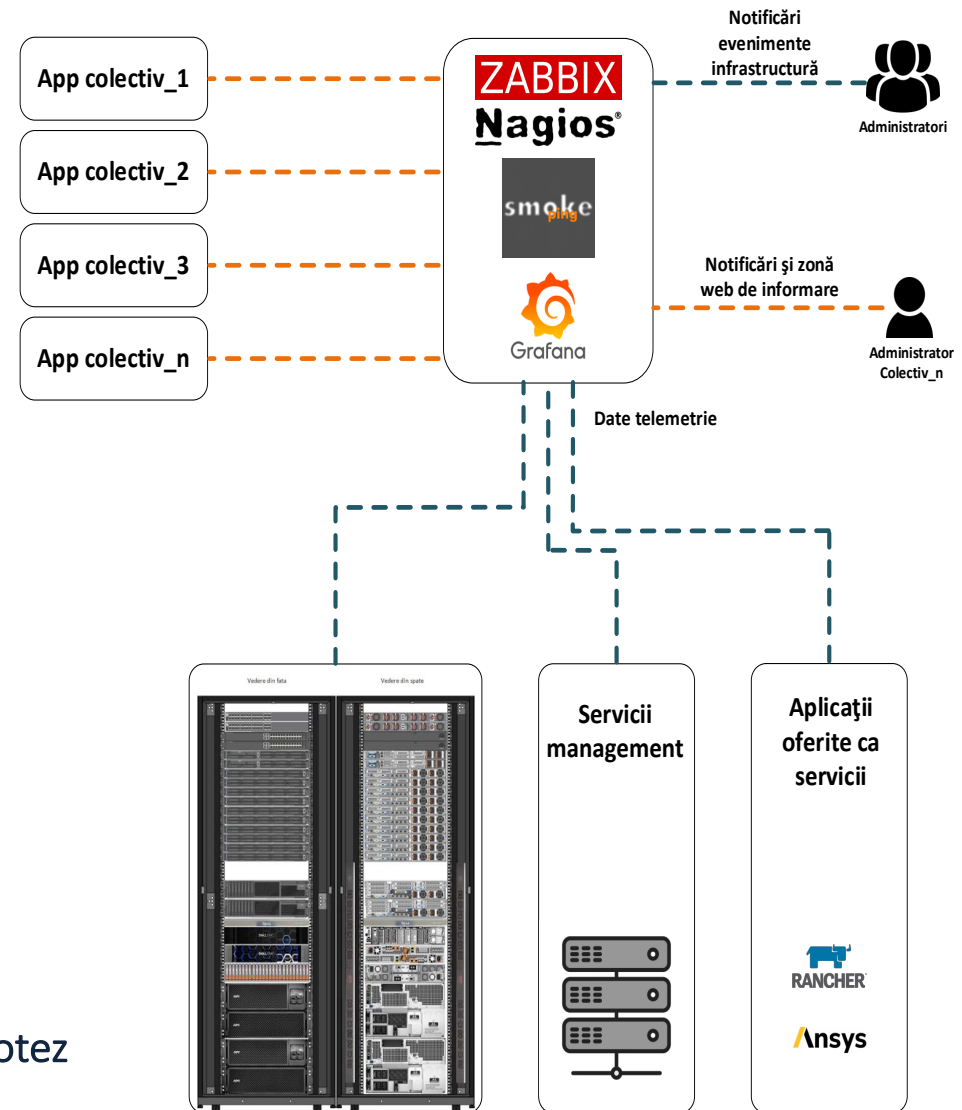 Notificări
evenimente
infrastructură
App colectiv_1
ZABBIX
Nagios®
Administratori
App colectiv_2
smoke
ping
App colectiv_3
Notificări şi zonă
web de informare
Grafana
App colectiv_n
Administrator
Colectiv_n
Date telemetrie
Vedere din fata
Vedere din spate
Servicii
management
Aplicaţii
oferite ca
servicii
RANCHER
Ansys
otez